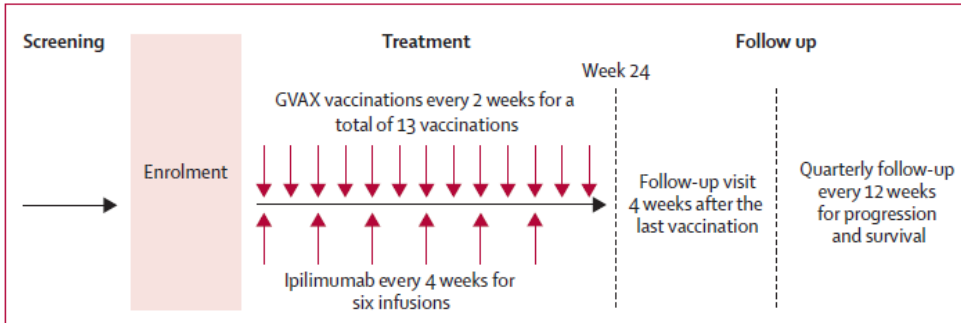 Screening
Treatment
Follow up
Week 24
GVAX vaccinations every 2 weeks for a
total of 13 vaccinations
Enrolment
Follow-up visit
4 weeks after the
last vaccination
Quarterly follow-up
every 12 weeks
for progression
and survival
Ipilimumab every 4 weeks for
six infusions